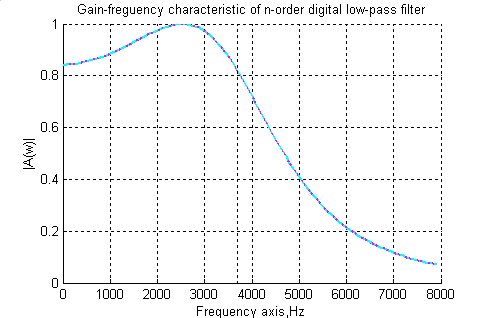 Gain-freguency characteristic of n-order digital low-pass filter
1
0.8
0.6
0.4
0.2
0
|A(w)|
0 1000 2000 3000 4000 5000 6000 7000 8000
Frequency axis,Hz